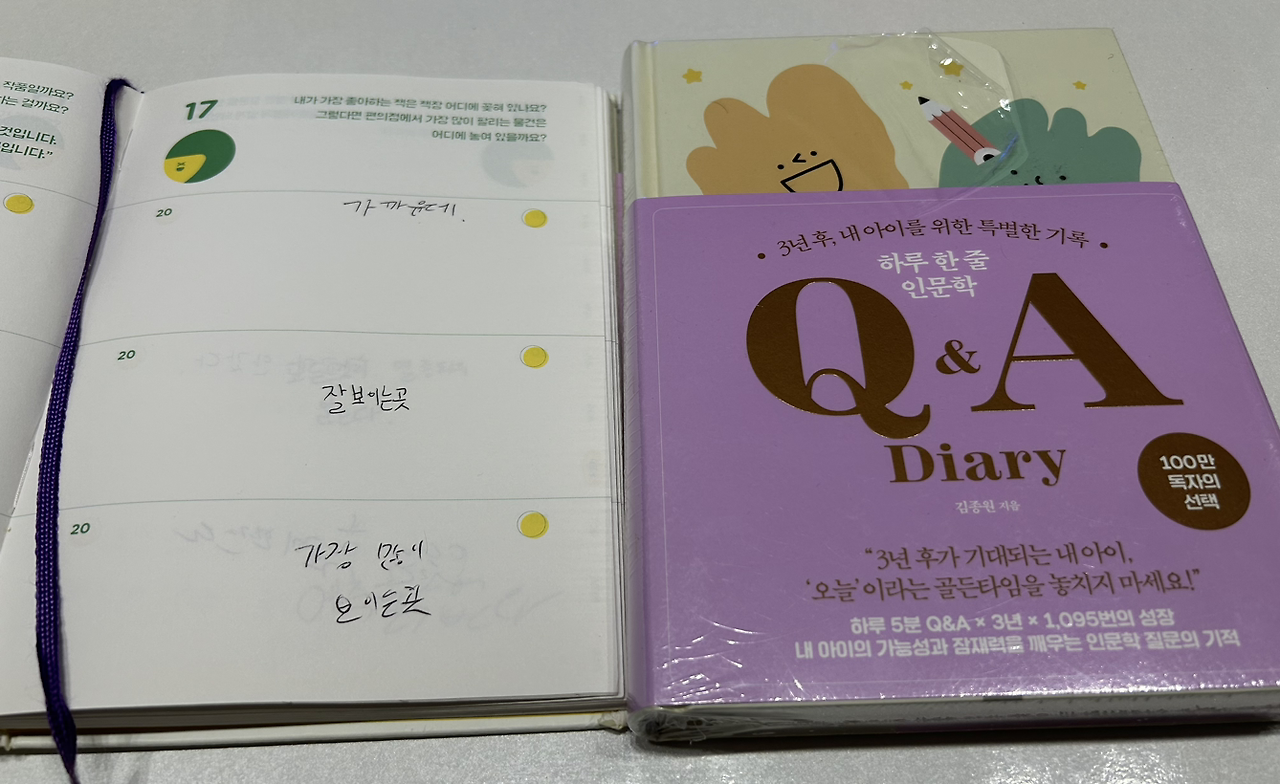 작품일까요?
는 걸까요?
것입니다.
입니다."
17
내가 가장 좋아하는 책은 책장 어디에 꽂혀 있나요?
그렇다면 편의점에서 가장 많이 팔리는 물건은
어디에 놓여 있을까요?
20
가까운데.
20
잘보이는곳
20
가장 많이
보이는곳
3년 후, 내 아이를 위한 특별한 기록
하루 한 줄
인문학
Q & A
Diary
김종원 지음
100만
독자의
선택
“3년 후가 기대되는 내 아이,
‘오늘’이라는 골든타임을 놓치지 마세요!”
하루 5분 Q&A × 3년 × 1,095번의 성장
내 아이의 가능성과 잠재력을 깨우는 인문학 질문의 기적